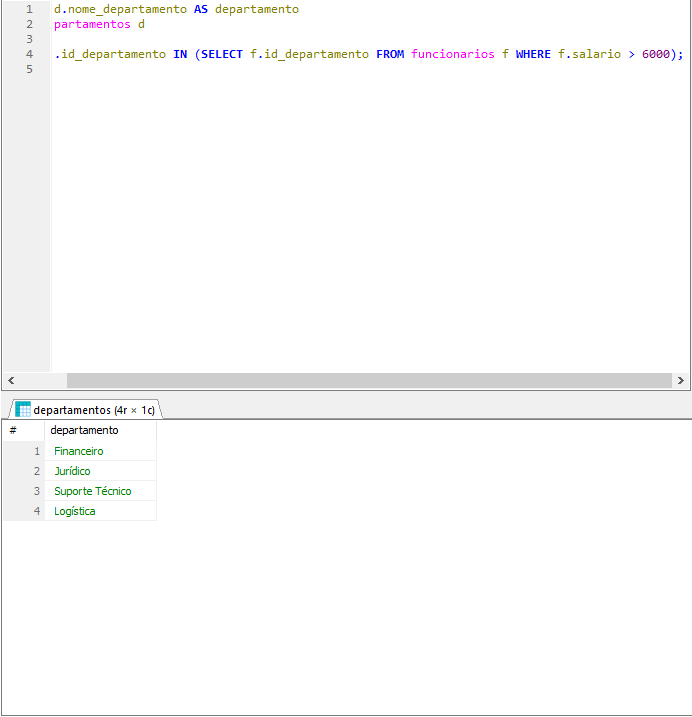 1 d.nome_departamento AS departamento
2 partamentos d
3
4 .id_departamento IN (SELECT f.id_departamento FROM funcionarios f WHERE f.salario > 6000);
5
departamentos (4r × 1c)
# departamento
1 Financeiro
2 Jurídico
3 Suporte Técnico
4 Logística